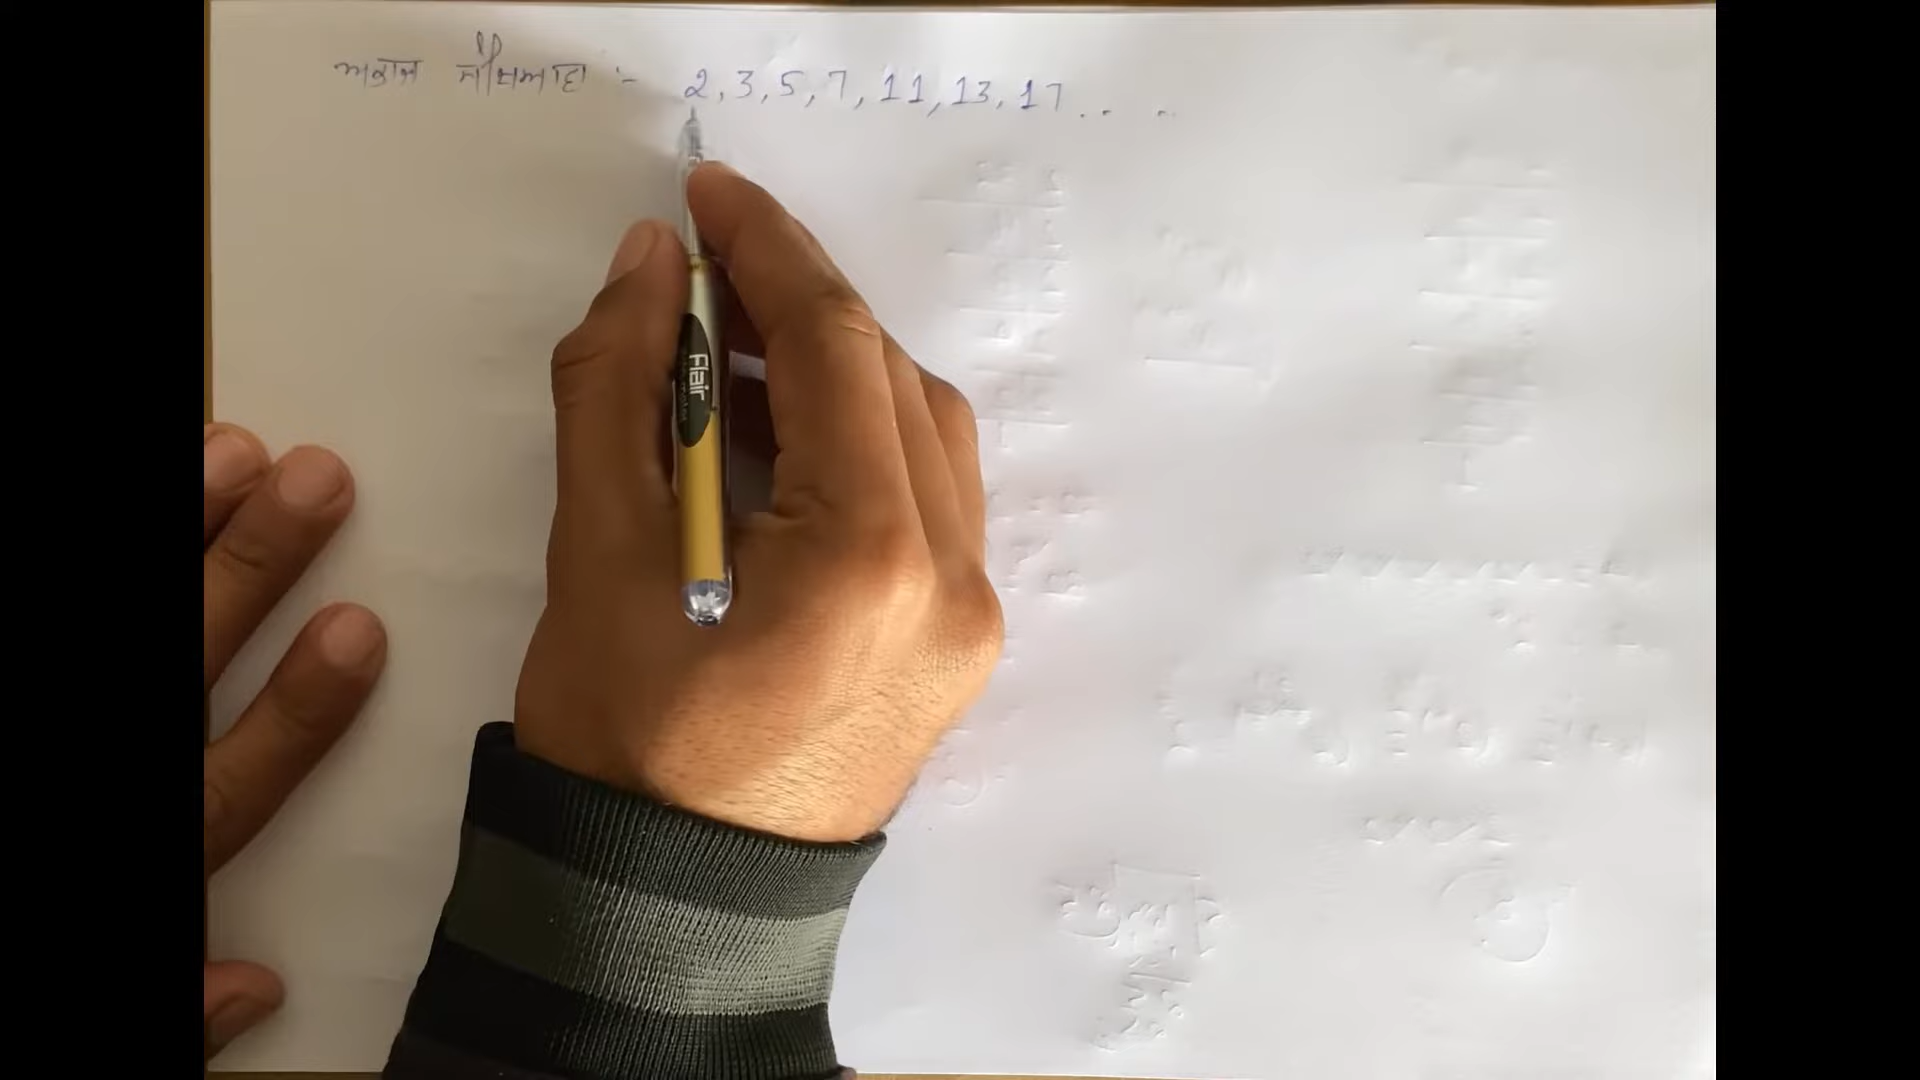 ਅਭਾਜ ਸੰਖਿਆਵਾਂ :- 2, 3, 5, 7, 11, 13, 17 . . . .
Flair